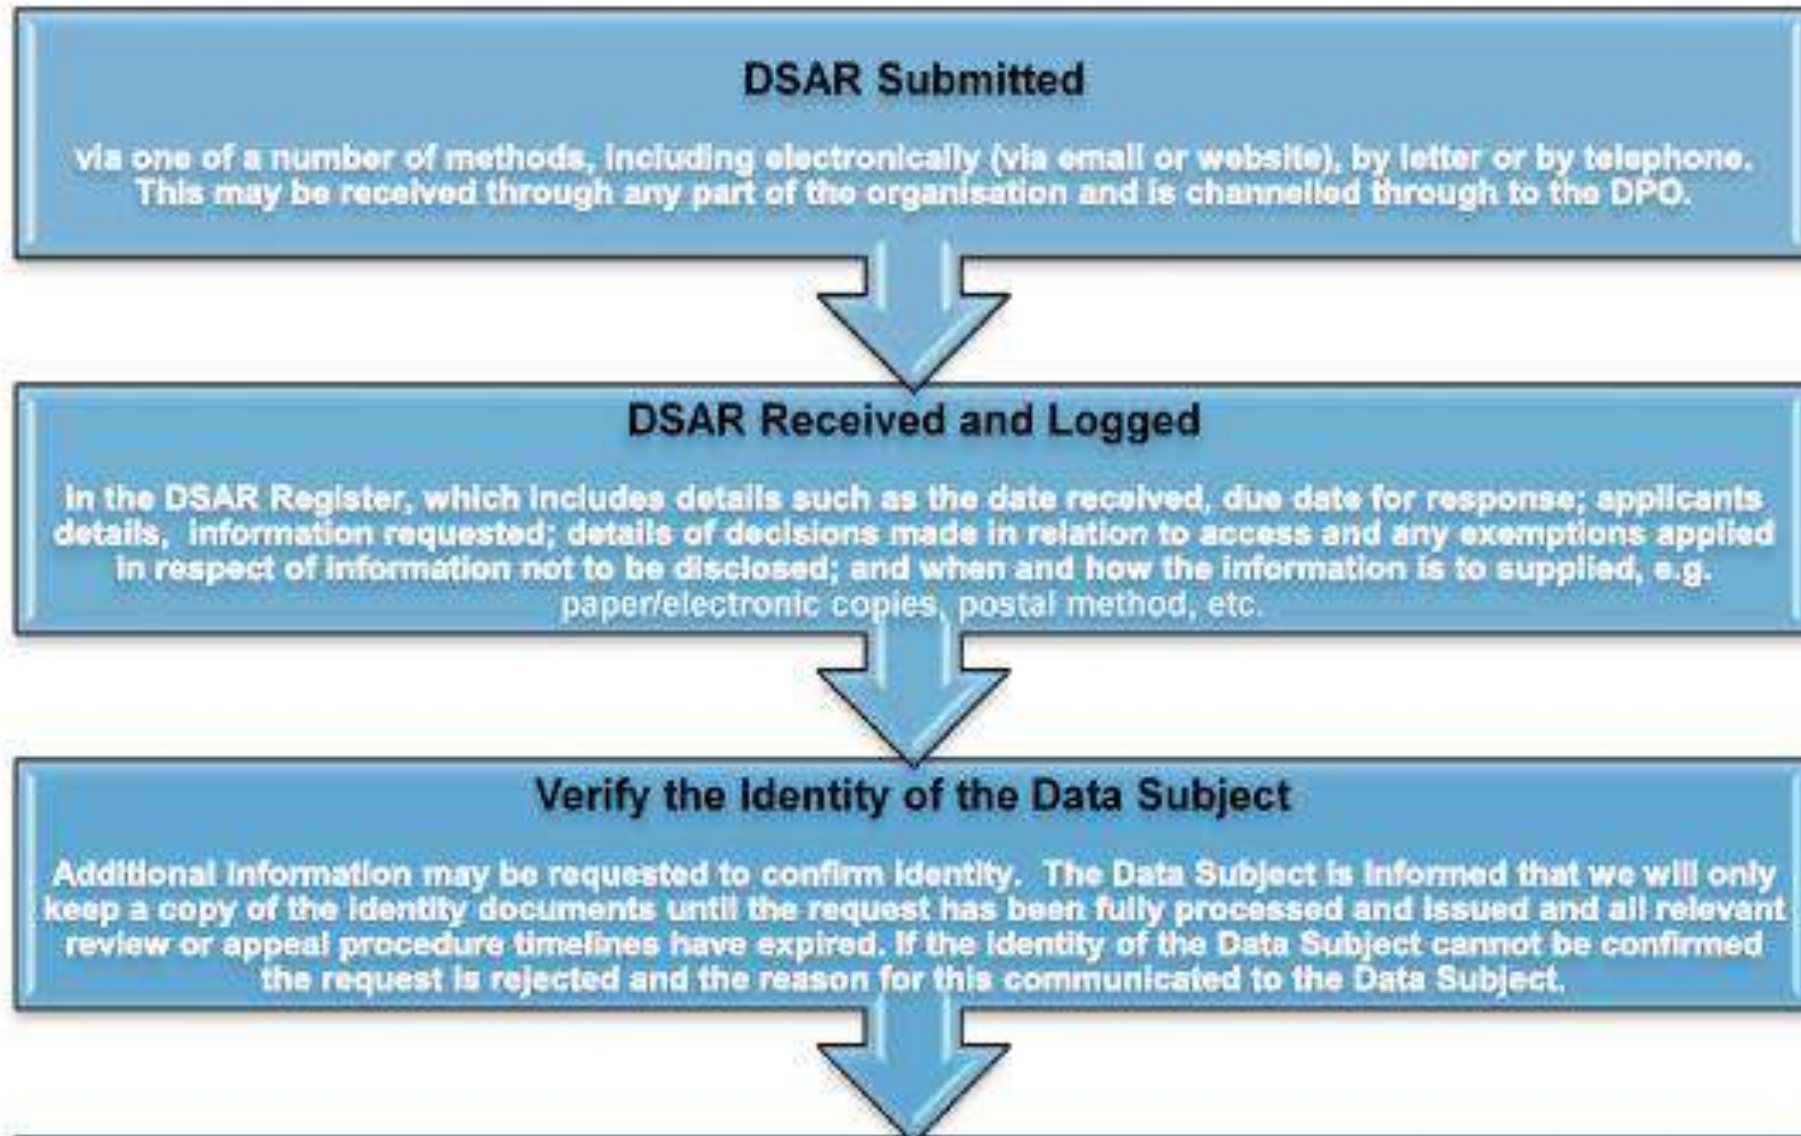 DSAR Submitted
via one of a number of methods, including electronically (via email or website), by letter or by telephone.
This may be received through any part of the organisation and is channelled through to the DPO.
DSAR Received and Logged
in the DSAR Register, which includes details such as the date received, due date for response; applicants
details, information requested; details of decisions made in relation to access and any exemptions applied
in respect of information not to be disclosed; and when and how the information is to supplied, e.g.
paper/electronic copies, postal method, etc.
Verify the Identity of the Data Subject
Additional information may be requested to confirm identity. The Data Subject is informed that we will only
keep a copy of the identity documents until the request has been fully processed and issued and all relevant
review or appeal procedure timelines have expired. If the identity of the Data Subject cannot be confirmed
the request is rejected and the reason for this communicated to the Data Subject.